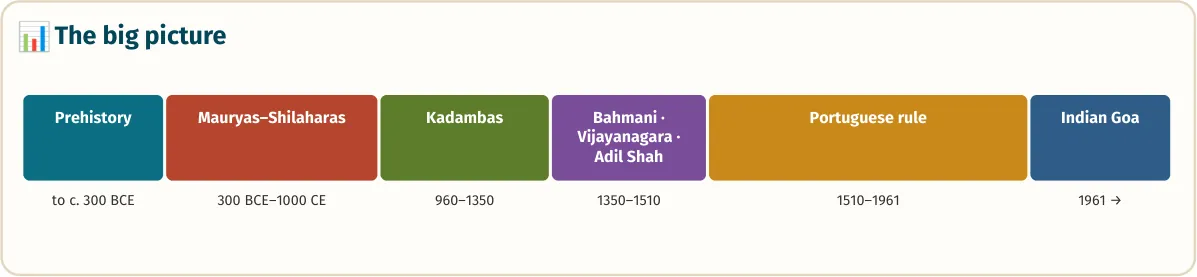 📊 The big picture
Prehistory
Mauryas–Shilaharas
Kadambas
Bahmani ·
Vijayanagara ·
Adil Shah
Portuguese rule
Indian Goa
to c. 300 BCE
300 BCE–1000 CE
960–1350
1350–1510
1510–1961
1961 →